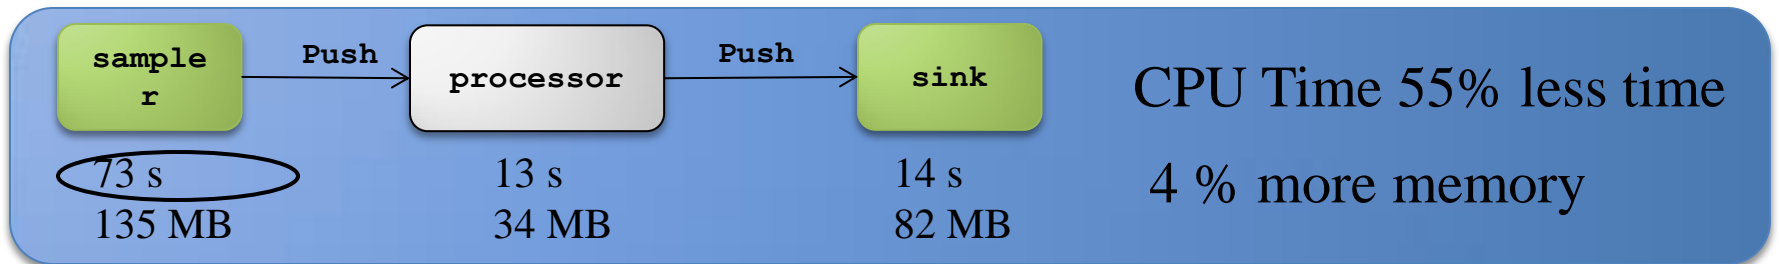 sample
r
Push
processor
Push
sink
CPU Time 55% less time
73 s
13 s
14 s
4 % more memory
135 MB
34 MB
82 MB